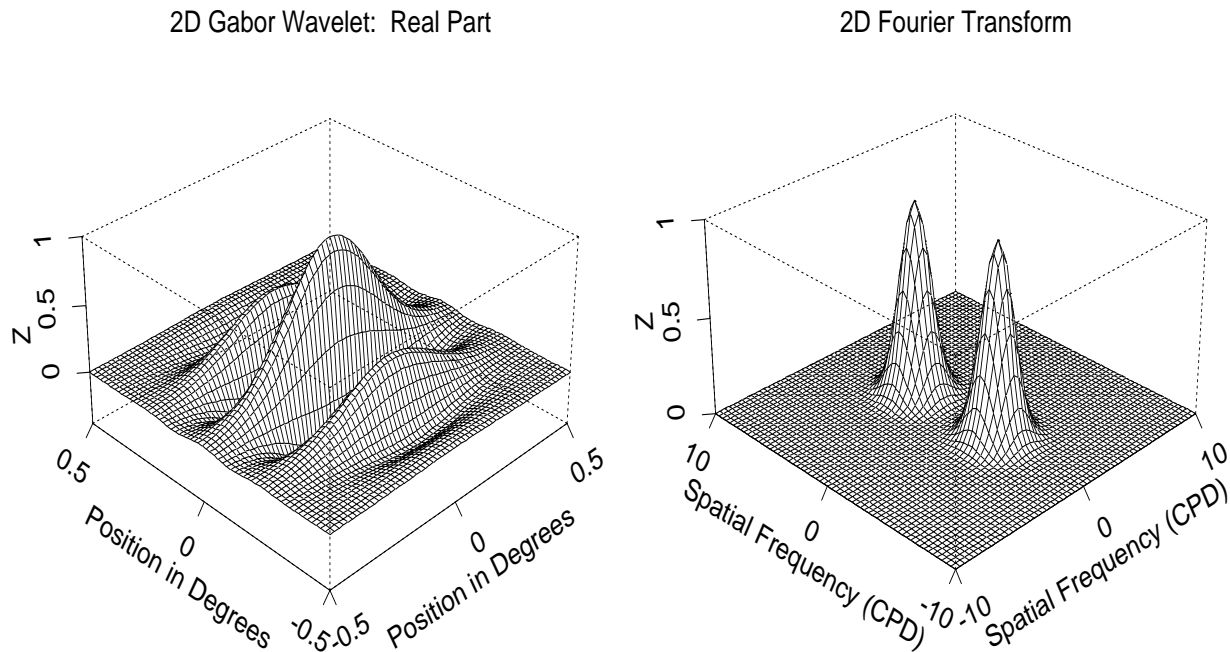 2D Gabor Wavelet: Real Part
2D Fourier Transform
1
0.5
0
Z
0.5
0
-0.5
Position in Degrees
-0.5
0
0.5
Position in Degrees
1
0.5
0
Z
10
0
-10
Spatial Frequency (CPD)
-10
0
10
Spatial Frequency (CPD)